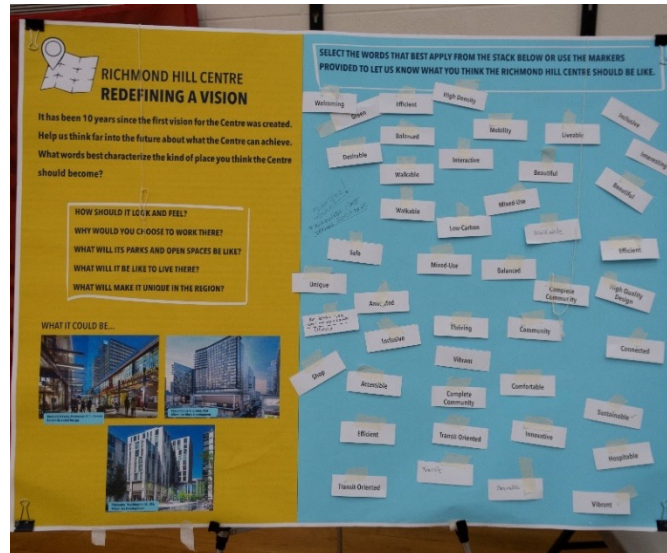 RICHMOND HILL CENTRE
REDEFINING A VISION
It has been 10 years since the first vision for the Centre was created.
Help us think far into the future about what the Centre can achieve.
What words best characterize the kind of place you think the Centre
should become?
HOW SHOULD IT LOOK AND FEEL?
WHY WOULD YOU CHOOSE TO WORK THERE?
WHAT WILL ITS PARKS AND OPEN SPACES BE LIKE?
WHAT WILL IT BE LIKE TO LIVE THERE?
WHAT WILL MAKE IT UNIQUE IN THE REGION?
WHAT IT COULD BE...
SELECT THE WORDS THAT BEST APPLY FROM THE STACK BELOW OR USE THE MARKERS
PROVIDED TO LET US KNOW WHAT YOU THINK THE RICHMOND HILL CENTRE SHOULD BE LIKE.
Welcoming
Green
Efficient
High Density
Inclusive
Balanced
Mobility
Liveable
Desirable
Interactive
Interesting
Walkable
Beautiful
Beautiful
Walkable
Mixed-Use
Low-Carbon
Safe
Efficient
Mixed-Use
Balanced
Unique
Complete
Community
High Quality
Design
Animated
Inclusive
Thriving
Community
Connected
Vibrant
Shop
Accessible
Complete
Community
Comfortable
Sustainable
Efficient
Transit-Oriented
Innovative
Hospitable
Transit Oriented
Vibrant